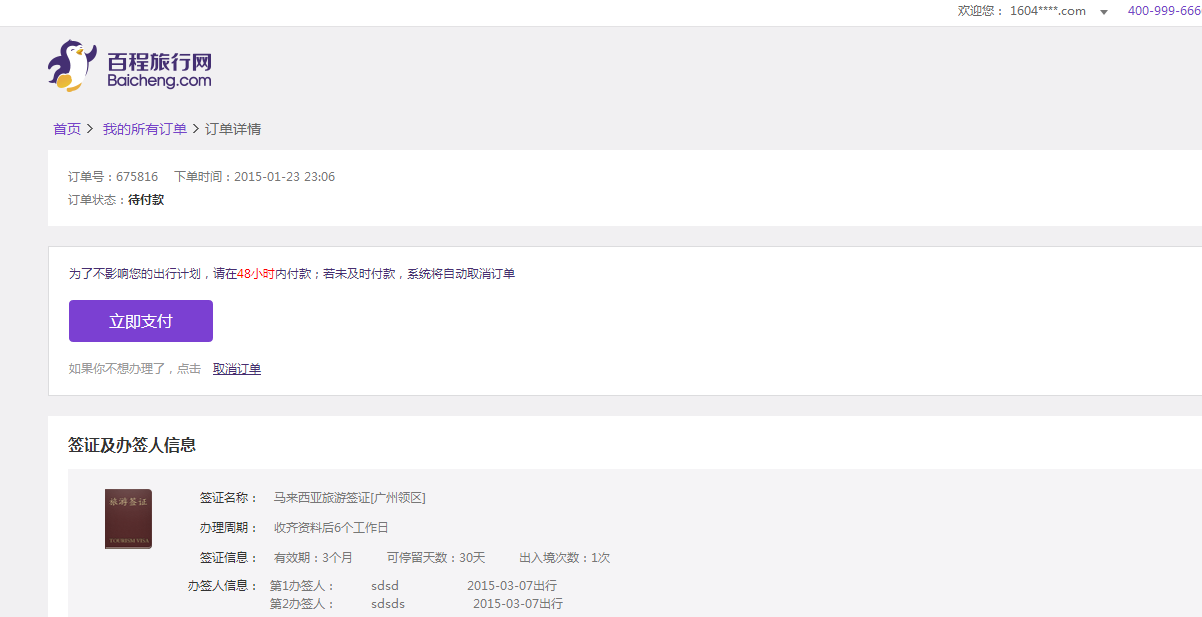 欢迎您： 1604****.com 400-999-666
百程旅行网
Baicheng.com
首页 > 我的所有订单 > 订单详情
订单号：675816 下单时间：2015-01-23 23:06
订单状态：待付款
为了不影响您的出行计划，请在48小时内付款；若未及时付款，系统将自动取消订单
立即支付
如果你不想办理了，点击 取消订单
签证及办签人信息
旅游签证
TOURISM VISA
签证名称： 马来西亚旅游签证[广州领区]
办理周期： 收齐资料后6个工作日
签证信息： 有效期：3个月 可停留天数：30天 出入境次数：1次
办签人信息： 第1办签人： sdsd 2015-03-07出行
第2办签人： sdsds 2015-03-07出行